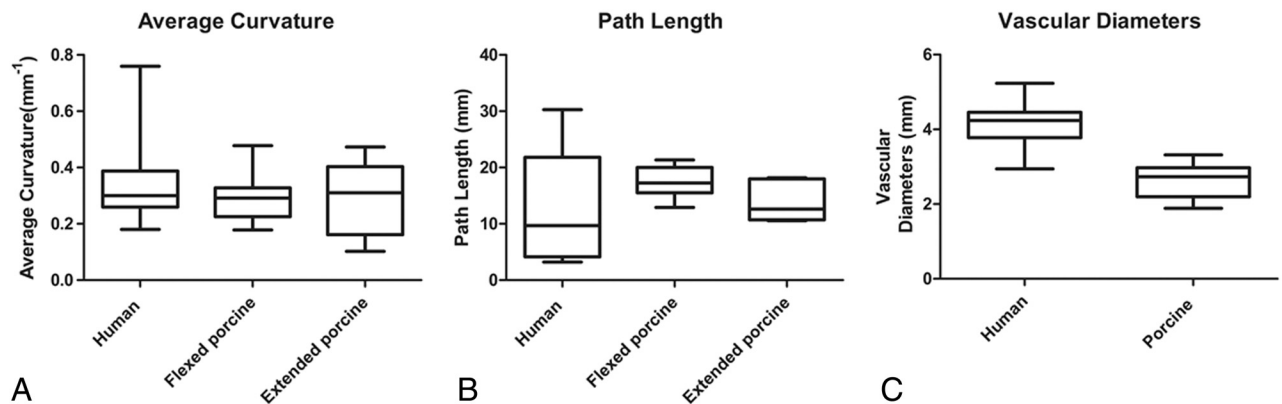 Average Curvature
Average Curvature(mm-1)
0.8
0.6
0.4
0.2
0.0
Human
Flexed porcine
Extended porcine
A
Path Length
Path Length (mm)
40
30
20
10
0
Human
Flexed porcine
Extended porcine
B
Vascular Diameters
Vascular
Diameters (mm)
6
4
2
0
Human
Porcine
C